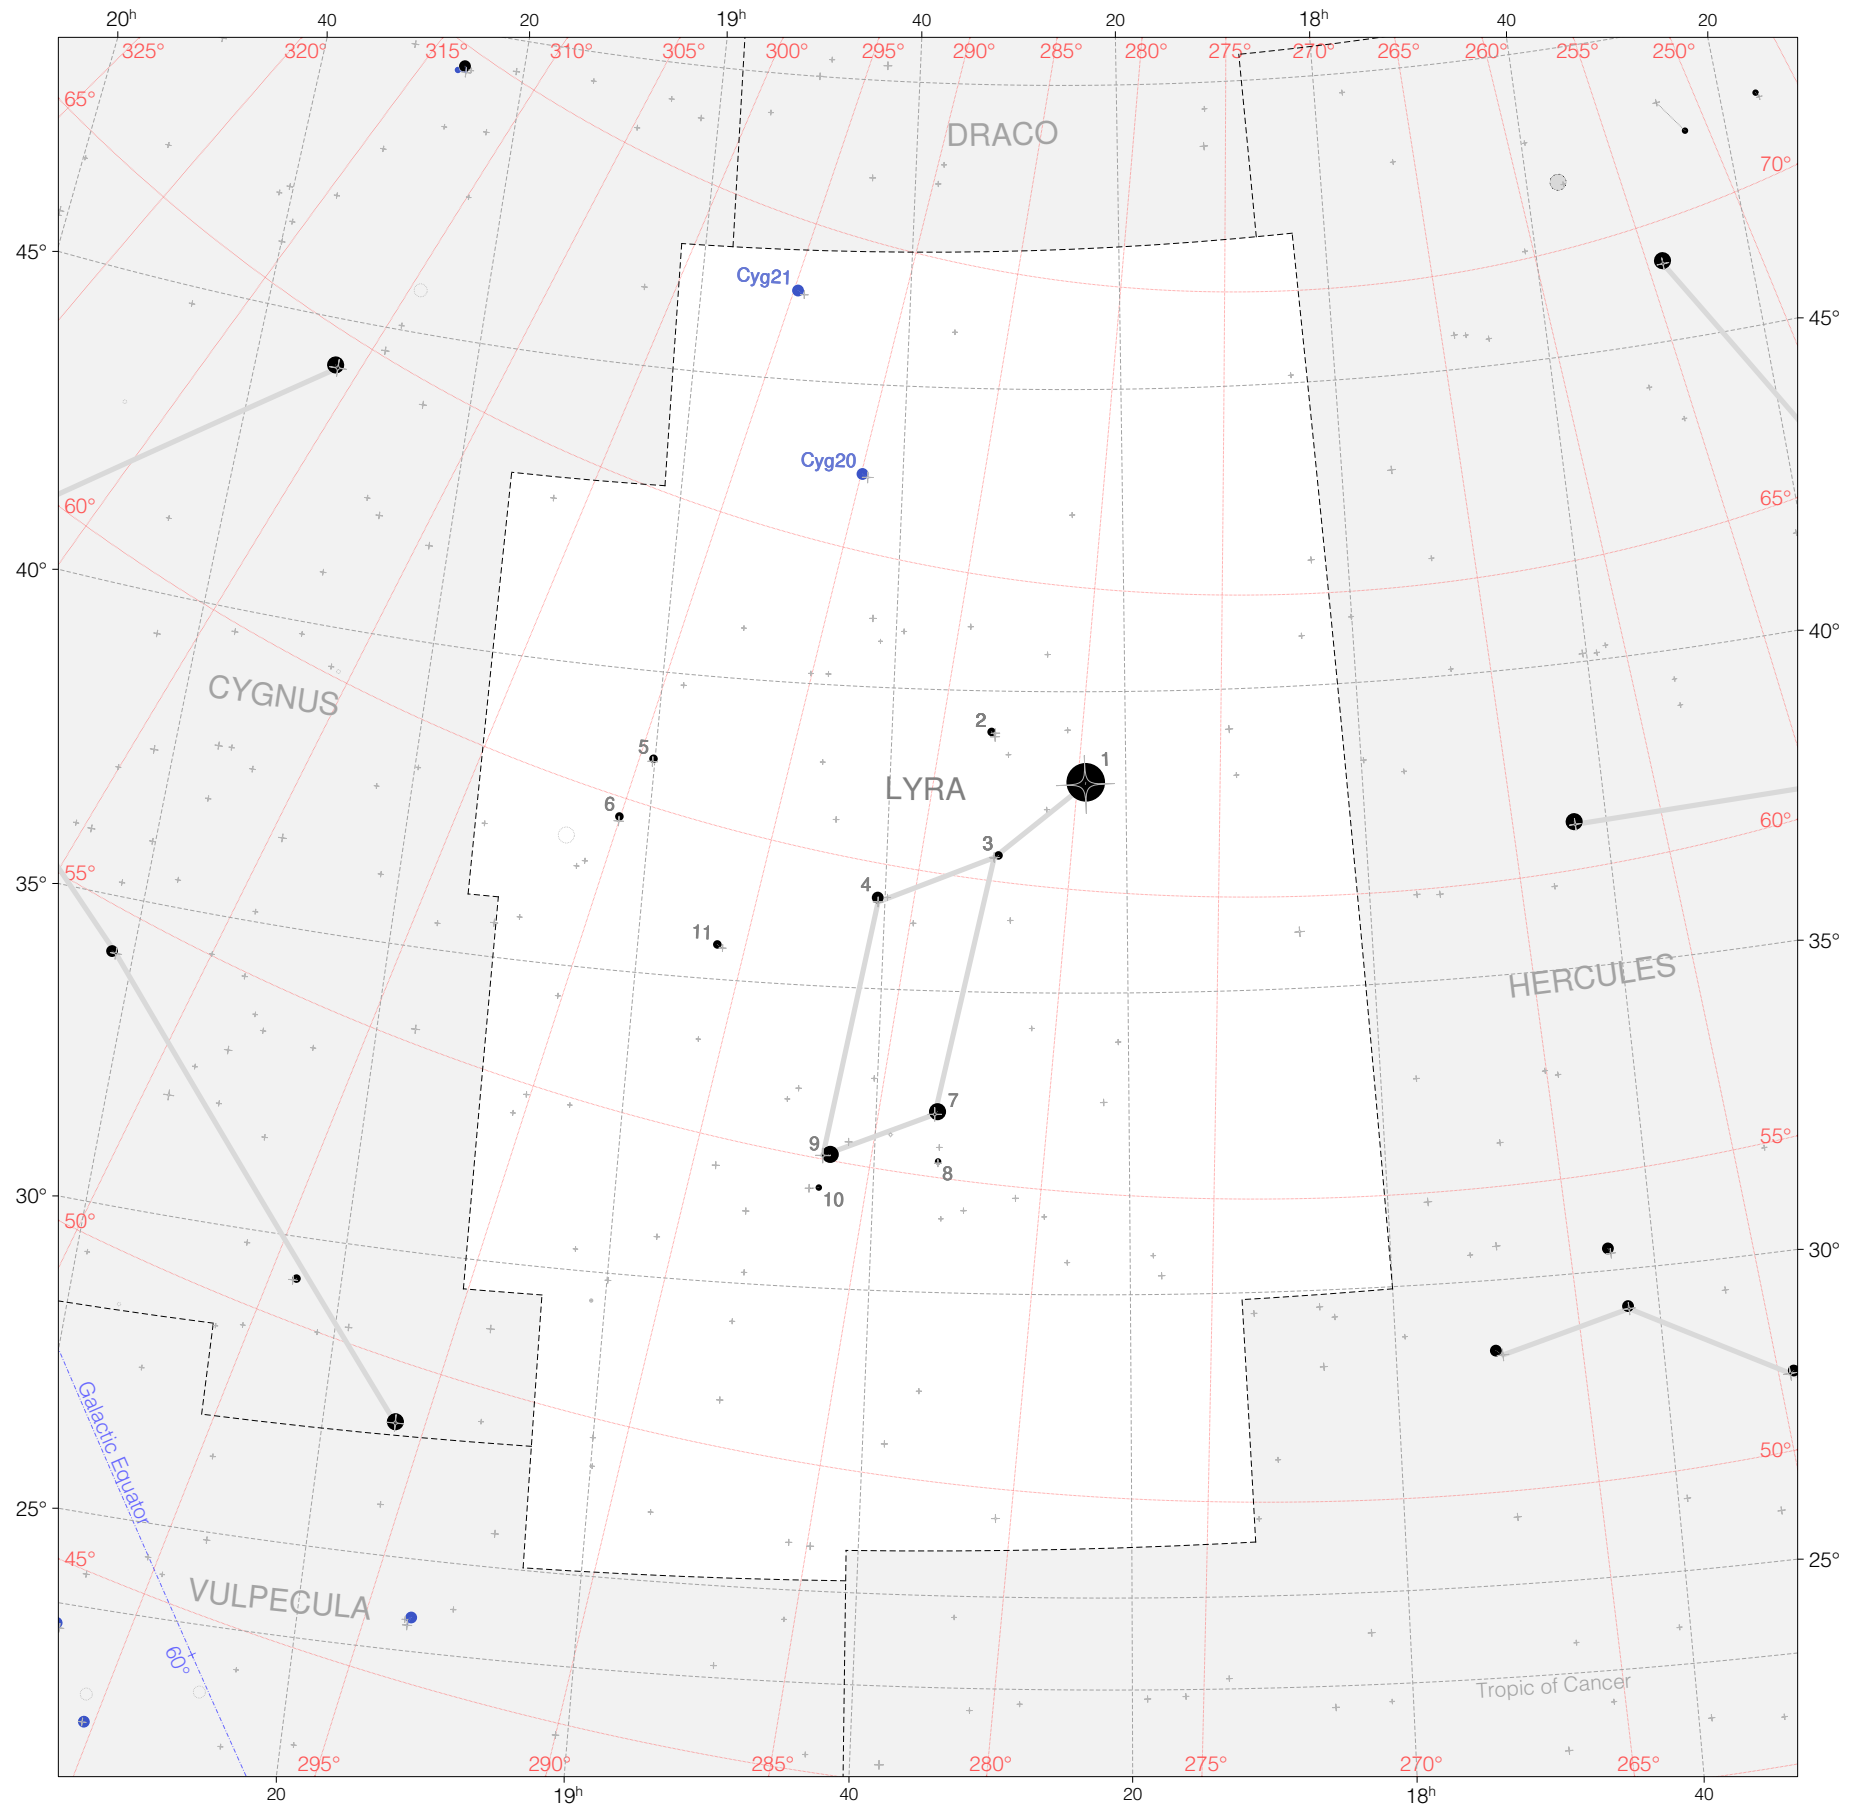 20h 40 20 19h 40 20 18h 40 20
325° 320° 315° 310° 305° 300° 295° 290° 285° 280° 275° 270° 265° 260° 255° 250°
65°
DRACO
70°
45°
Cyg21
45°
Cyg20
60°
65°
40°
40°
CYGNUS
2
5
1
LYRA
6
60°
3
55°
4
35°
11
35°
HERCULES
7
55°
9
8
30°
10
50°
30°
Galactic Equator
50°
25°
45°
25°
VULPECULA
60°
Tropic of Cancer
295° 290° 285° 280° 275° 270° 265°
20 19h 40 20 18h 40